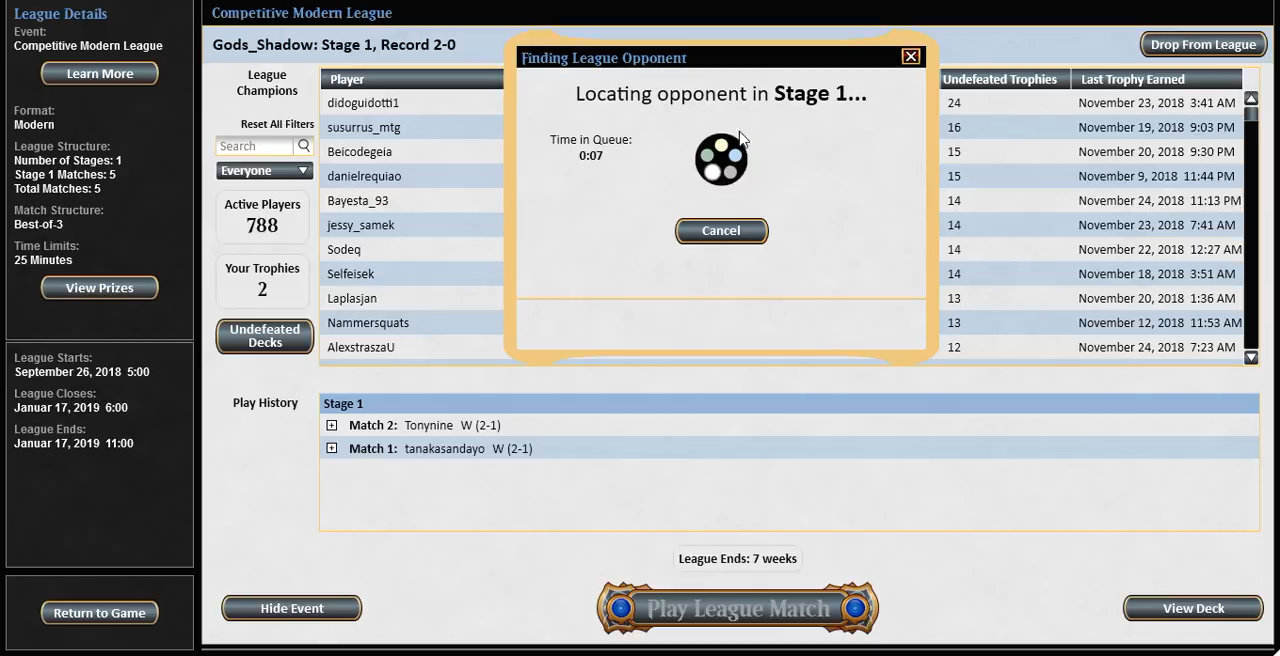 League Details
Event:
Competitive Modern League
Learn More
Format:
Modern
League Structure:
Number of Stages: 1
Stage 1 Matches: 5
Total Matches: 5
Match Structure:
Best-of-3
Time Limits:
25 Minutes
View Prizes
League Starts:
September 26, 2018 5:00
League Closes:
Januar 17, 2019 6:00
League Ends:
Januar 17, 2019 11:00
Return to Game
Competitive Modern League
Gods_Shadow: Stage 1, Record 2-0
Drop From League
League
Champions
Reset All Filters
Search
Everyone
Active Players
788
Your Trophies
2
Undefeated
Decks
Player Undefeated Trophies Last Trophy Earned
didoguidotti1 24 November 23, 2018 3:41 AM
susurrus_mtg 16 November 19, 2018 9:03 PM
Beicodegeia 15 November 20, 2018 9:30 PM
danielrequiao 15 November 9, 2018 11:44 PM
Bayesta_93 14 November 24, 2018 11:13 PM
jessy_samek 14 November 23, 2018 7:41 AM
Sodeq 14 November 22, 2018 12:27 AM
Selfeisek 14 November 18, 2018 3:51 AM
Laplasjan 13 November 20, 2018 1:36 AM
Nammersquats 13 November 12, 2018 11:53 AM
AlexstraszaU 12 November 24, 2018 7:23 AM
Finding League Opponent
Locating opponent in Stage 1...
Time in Queue:
0:07
Cancel
Play History
Stage 1
Match 2: Tonynine W (2-1)
Match 1: tanakasandayo W (2-1)
League Ends: 7 weeks
Hide Event
Play League Match
View Deck